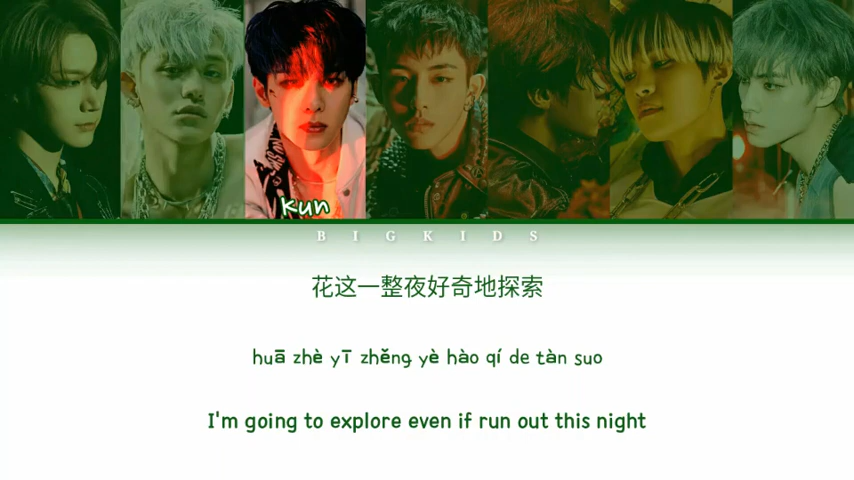 Kun
BIGKIDS
花这一整夜好奇地探索
huā zhè yī zhěng yè hào qí de tàn suo
I'm going to explore even if run out this night